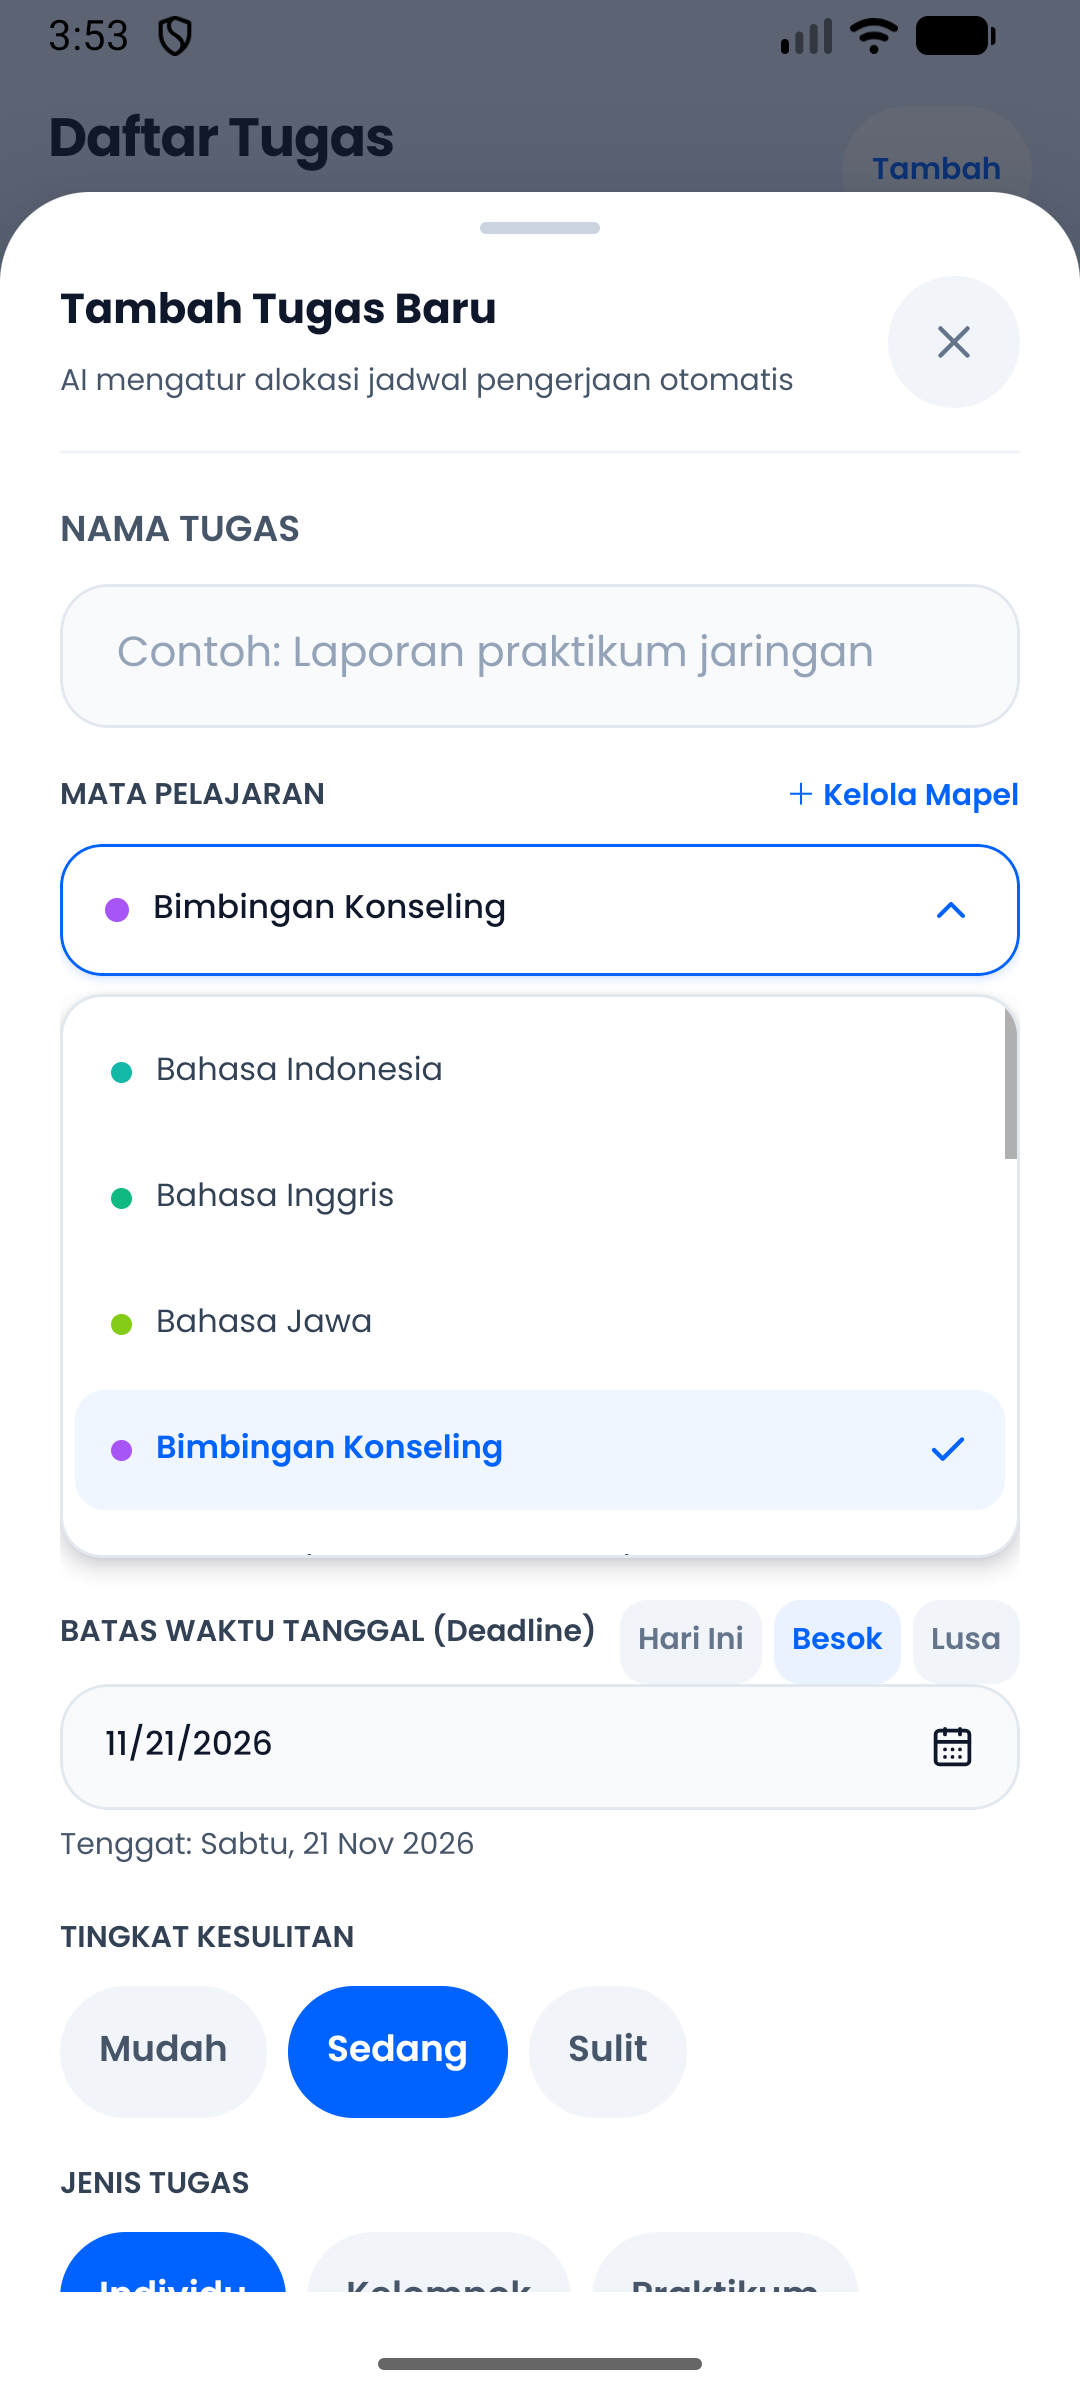 3:53
Daftar Tugas
Tambah
Tambah Tugas Baru
AI mengatur alokasi jadwal pengerjaan otomatis
NAMA TUGAS
Contoh: Laporan praktikum jaringan
MATA PELAJARAN
+ Kelola Mapel
Bimbingan Konseling
Bahasa Indonesia
Bahasa Inggris
Bahasa Jawa
Bimbingan Konseling
BATAS WAKTU TANGGAL (Deadline)
Hari Ini
Besok
Lusa
11/21/2026
Tenggat: Sabtu, 21 Nov 2026
TINGKAT KESULITAN
Mudah
Sedang
Sulit
JENIS TUGAS
Individu
Kelompok
Praktikum